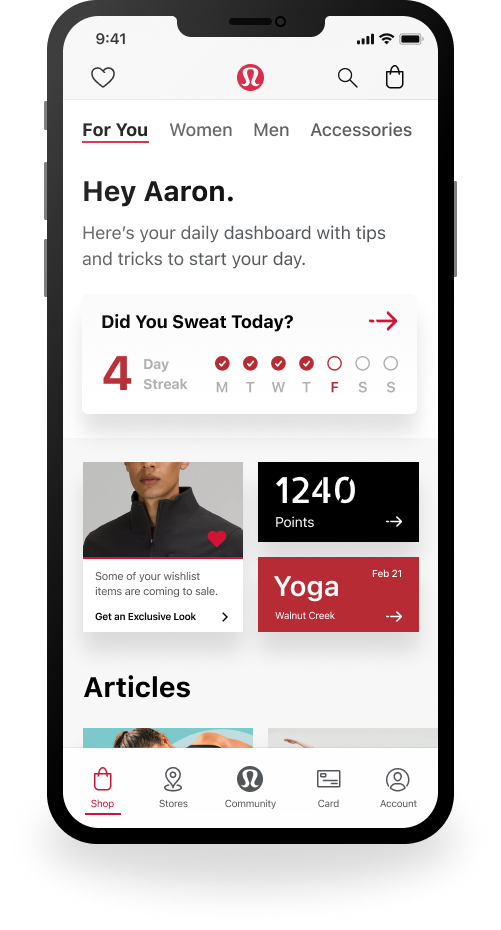 9:41
For You Women Men Accessories
Hey Aaron.
Here's your daily dashboard with tips
and tricks to start your day.
Did You Sweat Today?
4 Day
Streak
M T W T F S S
Some of your wishlist
items are coming to sale.
Get an Exclusive Look
1240
Points
Feb 21
Yoga
Walnut Creek
Articles
Shop Stores Community Card Account